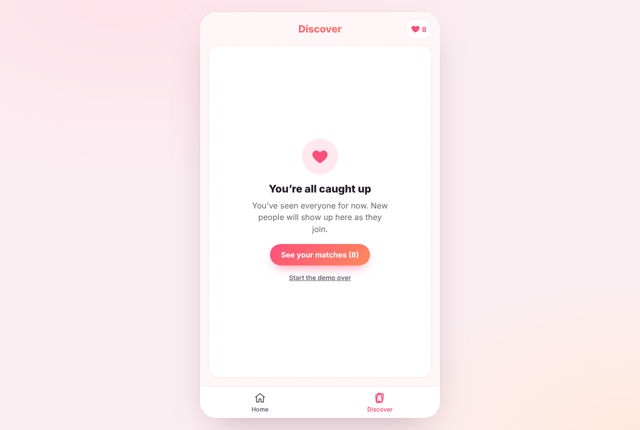 Discover
8
You’re all caught up
You’ve seen everyone for now. New
people will show up here as they
join.
See your matches (8)
Start the demo over
Home
Discover